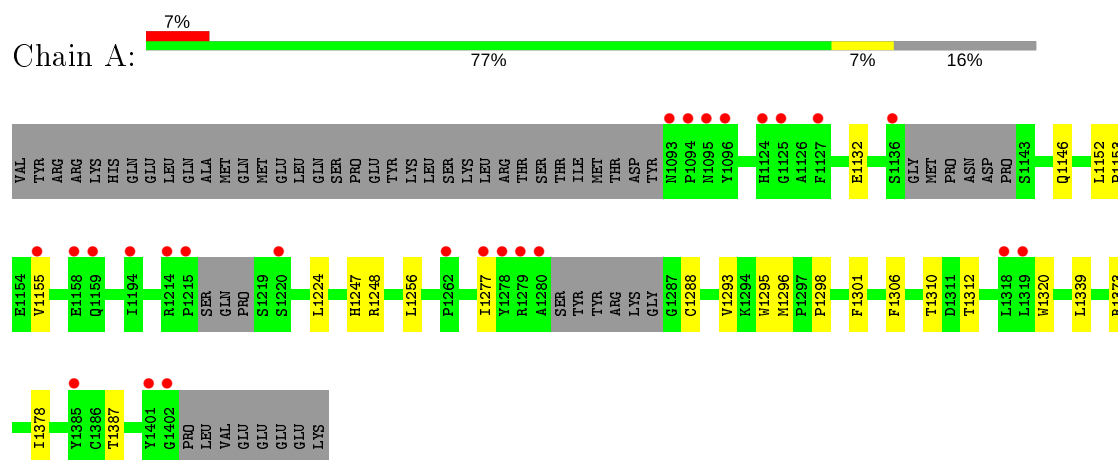 7%
Chain A:
77% 7% 16%
VAL TYR ARG ARG LYS HIS GLN GLU LEU GLN ALA MET GLN MET GLU LEU GLN SER PRO GLU TYR LYS LEU SER LYS LEU ARG THR SER THR ILE MET THR ASP TYR N1093 P1094 N1095 Y1096 H1124 G1125 A1126 F1127 E1132 S1136 GLY MET PRO ASN ASP PRO S1143 Q1146 L1152 P1153
E1154 V1155 E1158 Q1159 I1194 R1214 P1215 SER GLN PRO S1219 S1220 L1224 H1247 R1248 L1256 P1262 I1277 Y1278 R1279 A1280 SER TYR TYR ARG LYS GLY G1287 C1288 V1293 K1294 W1295 M1296 P1297 P1298 F1301 F1306 T1310 D1311 T1312 L1318 L1319 W1320 L1339
I1378 Y1385 C1386 T1387 Y1401 G1402 PRO LEU VAL GLU GLU GLU GLU LYS